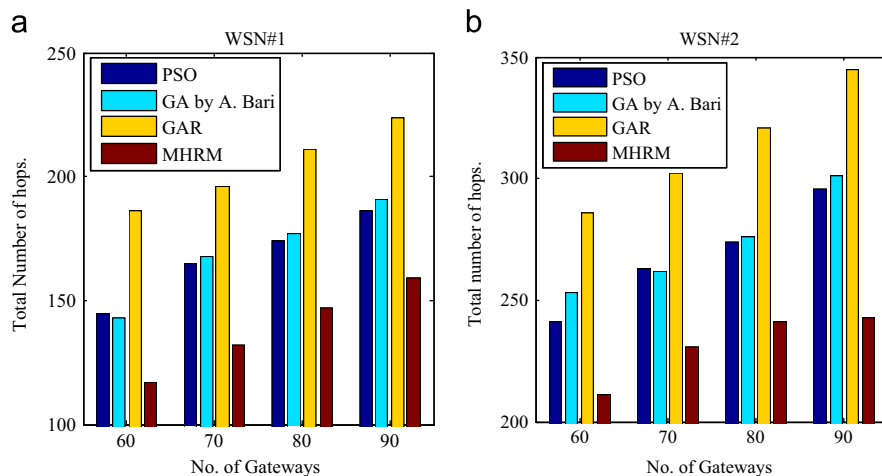 a
WSN#1
250
200
150
100
Total Number of hops.
PSO
GA by A. Bari
GAR
MHRM
60 70 80 90
No. of Gateways
b
WSN#2
350
300
250
200
Total number of hops.
PSO
GA by A. Bari
GAR
MHRM
60 70 80 90
No. of Gateways